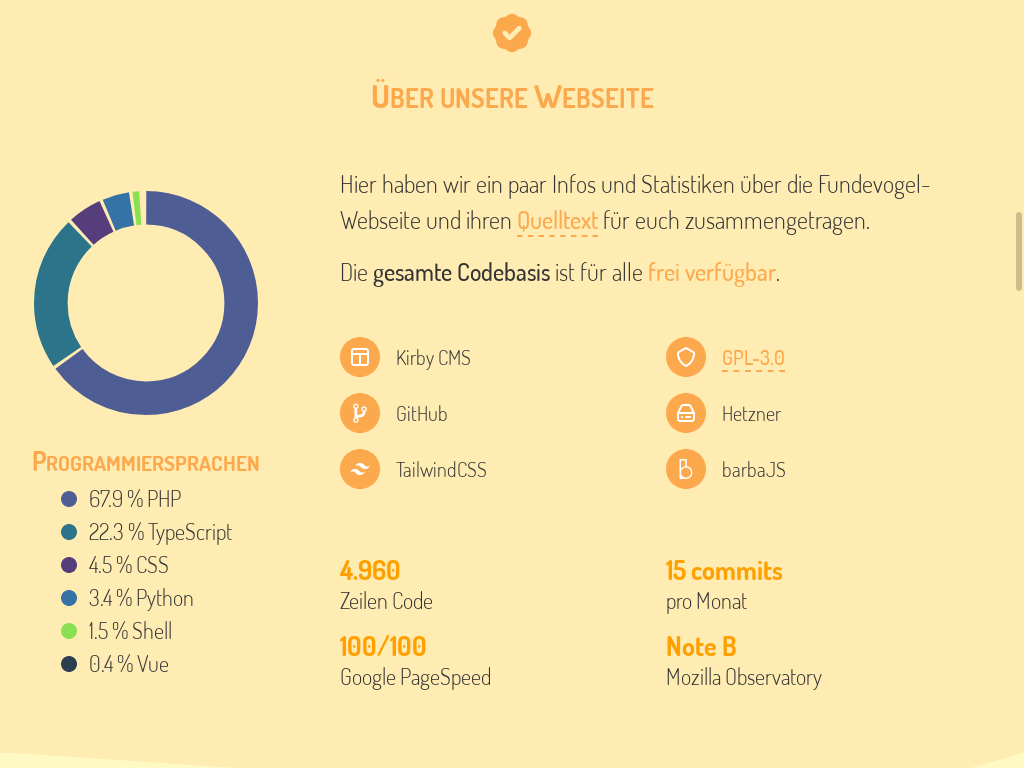 Über unsere Webseite
Hier haben wir ein paar Infos und Statistiken über die Fundevogel-
Webseite und ihren Quelltext für euch zusammengetragen.
Die gesamte Codebasis ist für alle frei verfügbar.
Kirby CMS
GPL-3.0
GitHub
Hetzner
TailwindCSS
barbaJS
Programmiersprachen
67.9 % PHP
22.3 % TypeScript
4.5 % CSS
3.4 % Python
1.5 % Shell
0.4 % Vue
4.960
Zeilen Code
15 commits
pro Monat
100/100
Google PageSpeed
Note B
Mozilla Observatory